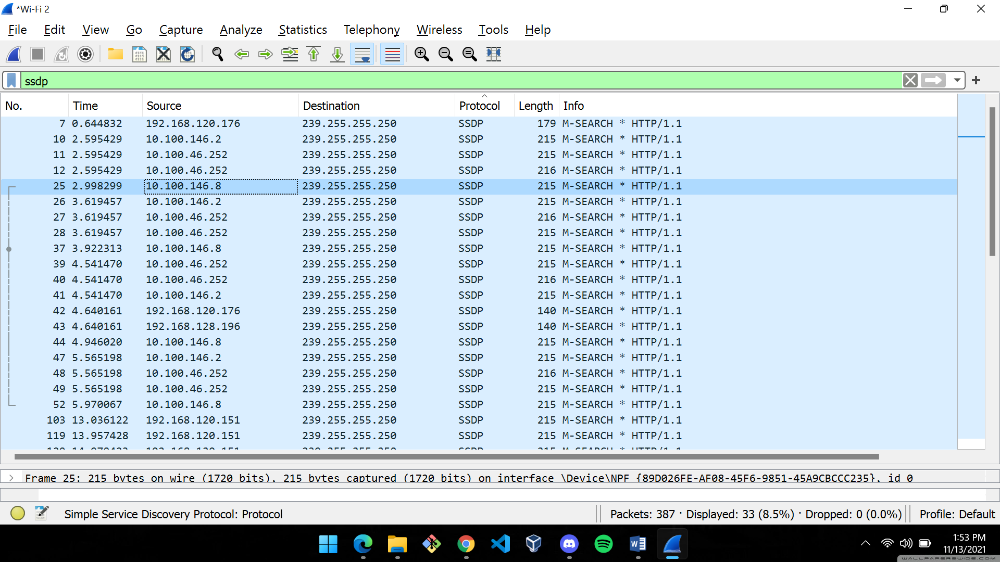 *Wi-Fi 2
File Edit View Go Capture Analyze Statistics Telephony Wireless Tools Help
ssdp
No. Time Source Destination Protocol Length Info
7 0.644832 192.168.120.176 239.255.255.250 SSDP 179 M-SEARCH * HTTP/1.1
10 2.595429 10.100.146.2 239.255.255.250 SSDP 215 M-SEARCH * HTTP/1.1
11 2.595429 10.100.46.252 239.255.255.250 SSDP 215 M-SEARCH * HTTP/1.1
12 2.595429 10.100.46.252 239.255.255.250 SSDP 216 M-SEARCH * HTTP/1.1
25 2.998299 10.100.146.8 239.255.255.250 SSDP 215 M-SEARCH * HTTP/1.1
26 3.619457 10.100.146.2 239.255.255.250 SSDP 215 M-SEARCH * HTTP/1.1
27 3.619457 10.100.46.252 239.255.255.250 SSDP 216 M-SEARCH * HTTP/1.1
28 3.619457 10.100.46.252 239.255.255.250 SSDP 215 M-SEARCH * HTTP/1.1
37 3.922313 10.100.146.8 239.255.255.250 SSDP 215 M-SEARCH * HTTP/1.1
39 4.541470 10.100.46.252 239.255.255.250 SSDP 215 M-SEARCH * HTTP/1.1
40 4.541470 10.100.46.252 239.255.255.250 SSDP 216 M-SEARCH * HTTP/1.1
41 4.541470 10.100.146.2 239.255.255.250 SSDP 215 M-SEARCH * HTTP/1.1
42 4.640161 192.168.120.176 239.255.255.250 SSDP 140 M-SEARCH * HTTP/1.1
43 4.640161 192.168.128.196 239.255.255.250 SSDP 140 M-SEARCH * HTTP/1.1
44 4.946020 10.100.146.8 239.255.255.250 SSDP 215 M-SEARCH * HTTP/1.1
47 5.565198 10.100.146.2 239.255.255.250 SSDP 215 M-SEARCH * HTTP/1.1
48 5.565198 10.100.46.252 239.255.255.250 SSDP 216 M-SEARCH * HTTP/1.1
49 5.565198 10.100.46.252 239.255.255.250 SSDP 215 M-SEARCH * HTTP/1.1
52 5.970067 10.100.146.8 239.255.255.250 SSDP 215 M-SEARCH * HTTP/1.1
103 13.036122 192.168.120.151 239.255.255.250 SSDP 215 M-SEARCH * HTTP/1.1
119 13.957428 192.168.120.151 239.255.255.250 SSDP 215 M-SEARCH * HTTP/1.1
Frame 25: 215 bytes on wire (1720 bits), 215 bytes captured (1720 bits) on interface \Device\NPF_{89D026FE-AF08-45F6-9851-45A9CBCCC235}, id 0
Simple Service Discovery Protocol: Protocol Packets: 387 · Displayed: 33 (8.5%) · Dropped: 0 (0.0%) Profile: Default
1:53 PM
11/13/2021
WALLPAPERSWIDE.COM